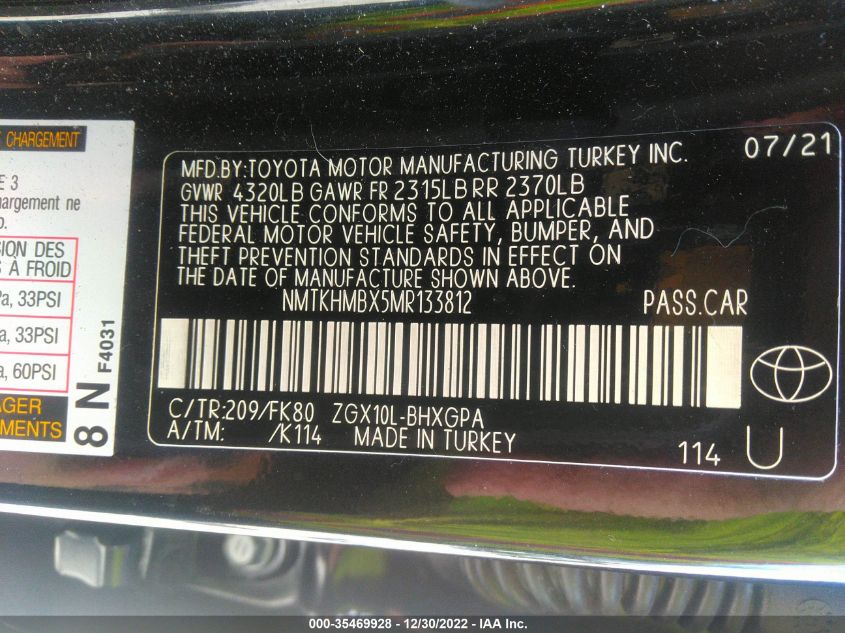 T CHARGEMENT
E 3
hargement ne
o.
SION DES
S À FROID
Pa, 33PSI
a, 33PSI
a, 60PSI
AGER
EMENTS
8 N F4031
MFD.BY:TOYOTA MOTOR MANUFACTURING TURKEY INC. 07/21
GVWR 4320LB GAWR FR 2315LB RR 2370LB
THIS VEHICLE CONFORMS TO ALL APPLICABLE
FEDERAL MOTOR VEHICLE SAFETY, BUMPER, AND
THEFT PREVENTION STANDARDS IN EFFECT ON
THE DATE OF MANUFACTURE SHOWN ABOVE.
NMTKHMBX5MR133812 PASS.CAR
C/TR:209/FK80 ZGX10L-BHXGPA
A/TM: /K114 MADE IN TURKEY
114 U
000-35469928 - 12/30/2022 - IAA Inc.